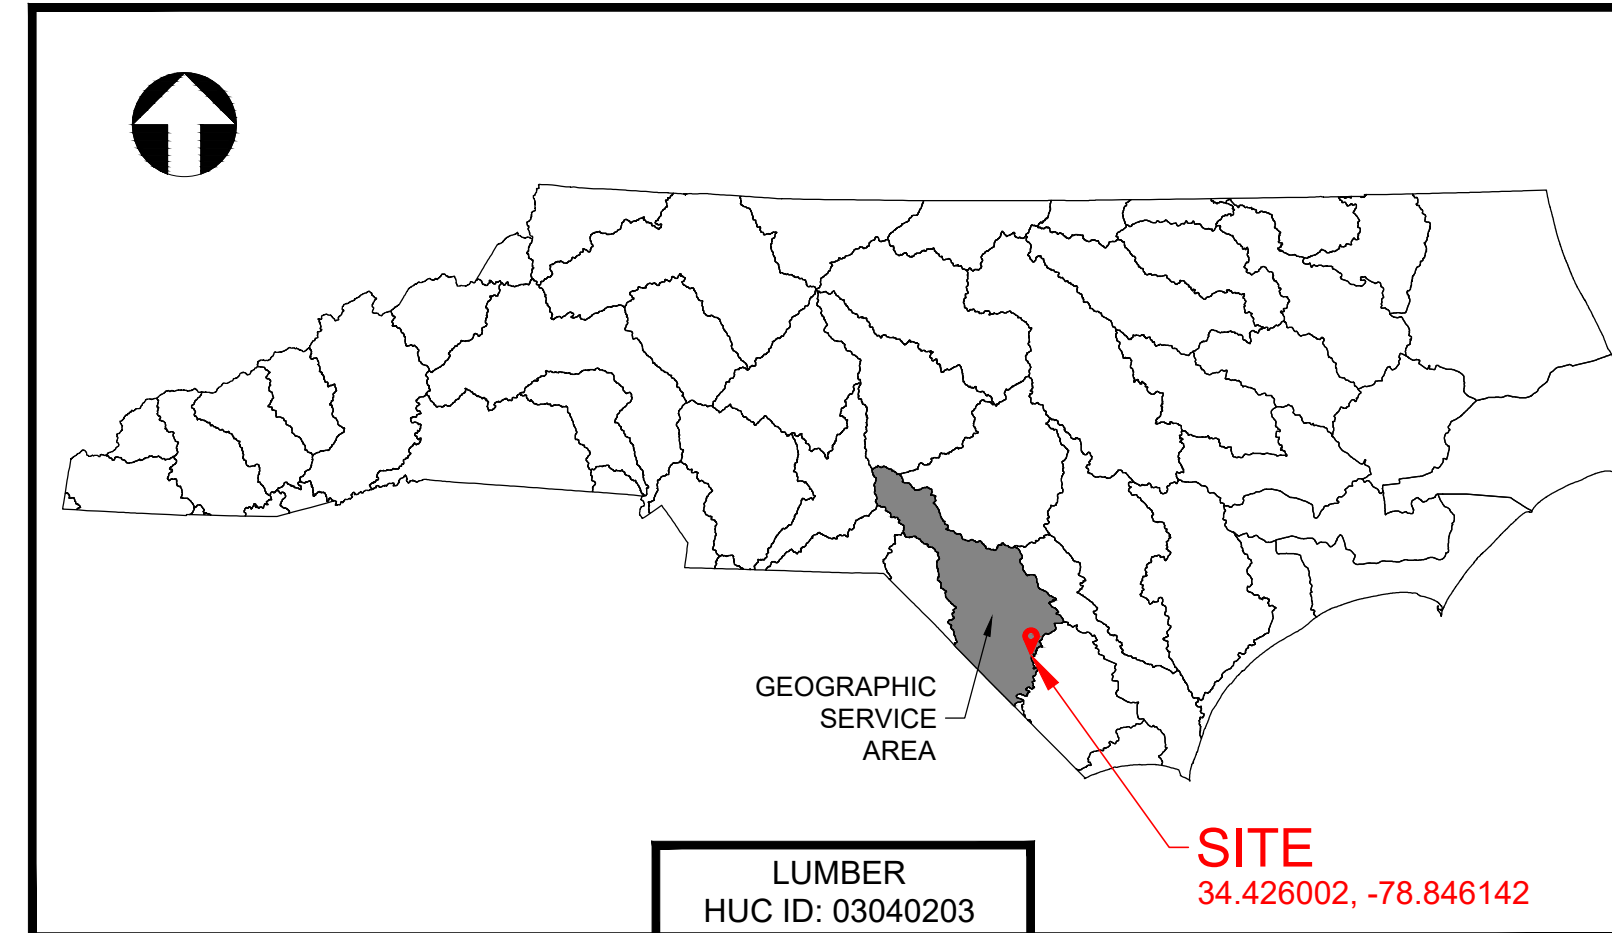 GEOGRAPHIC
SERVICE
AREA
SITE
34.426002, -78.846142
LUMBER
HUC ID: 03040203